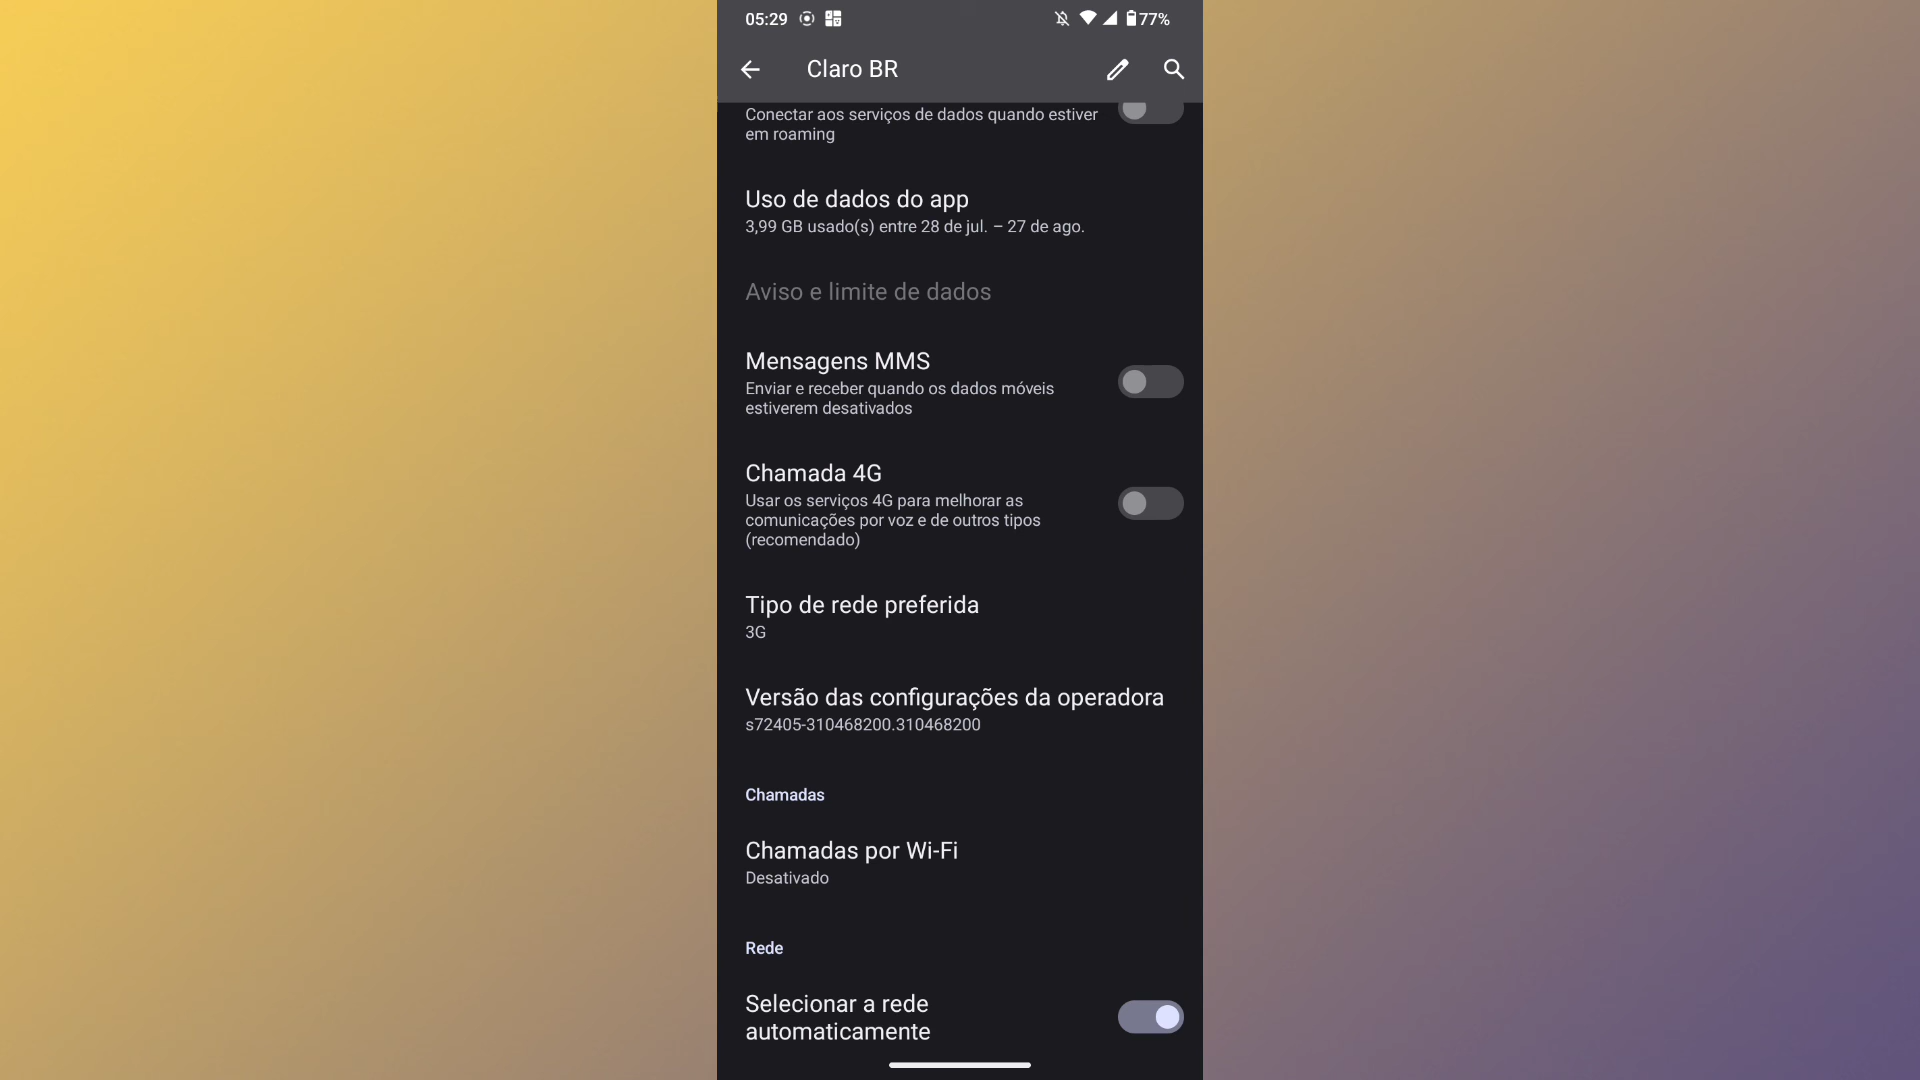 05:29
77%
Claro BR
Conectar aos serviços de dados quando estiver
em roaming
Uso de dados do app
3,99 GB usado(s) entre 28 de jul. – 27 de ago.
Aviso e limite de dados
Mensagens MMS
Enviar e receber quando os dados móveis
estiverem desativados
Chamada 4G
Usar os serviços 4G para melhorar as
comunicações por voz e de outros tipos
(recomendado)
Tipo de rede preferida
3G
Versão das configurações da operadora
s72405-310468200.310468200
Chamadas
Chamadas por Wi-Fi
Desativado
Rede
Selecionar a rede
automaticamente